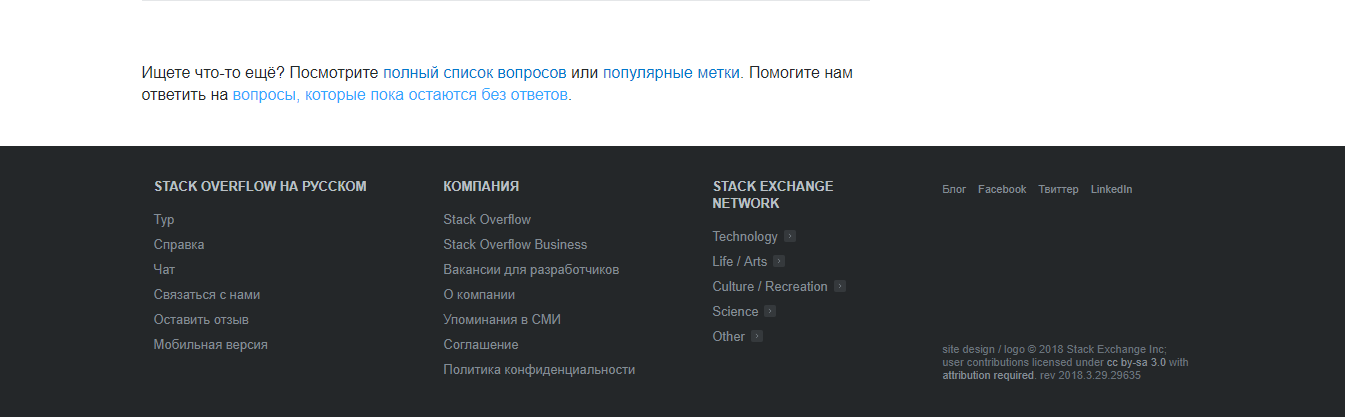 Ищете что-то ещё? Посмотрите полный список вопросов или популярные метки. Помогите нам
ответить на вопросы, которые пока остаются без ответов.
STACK OVERFLOW НА РУССКОМ
Тур
Справка
Чат
Связаться с нами
Оставить отзыв
Мобильная версия
КОМПАНИЯ
Stack Overflow
Stack Overflow Business
Вакансии для разработчиков
О компании
Упоминания в СМИ
Соглашение
Политика конфиденциальности
STACK EXCHANGE
NETWORK
Technology
Life / Arts
Culture / Recreation
Science
Other
Блог Facebook Твиттер LinkedIn
site design / logo © 2018 Stack Exchange Inc;
user contributions licensed under cc by-sa 3.0 with
attribution required. rev 2018.3.29.29635